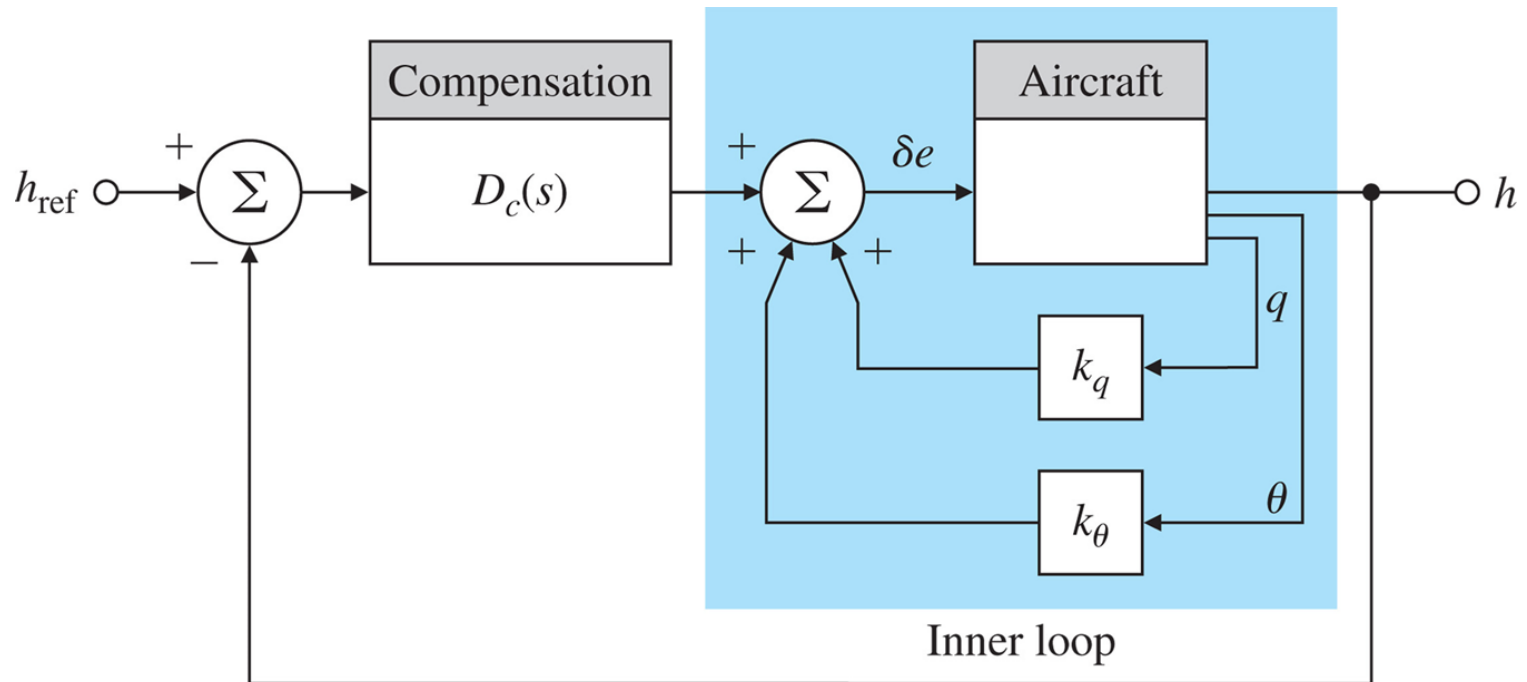 Compensation
Aircraft
+
+
δe
h_ref
Σ
D_c(s)
Σ
h
−
+
+
q
k_q
θ
k_θ
Inner loop